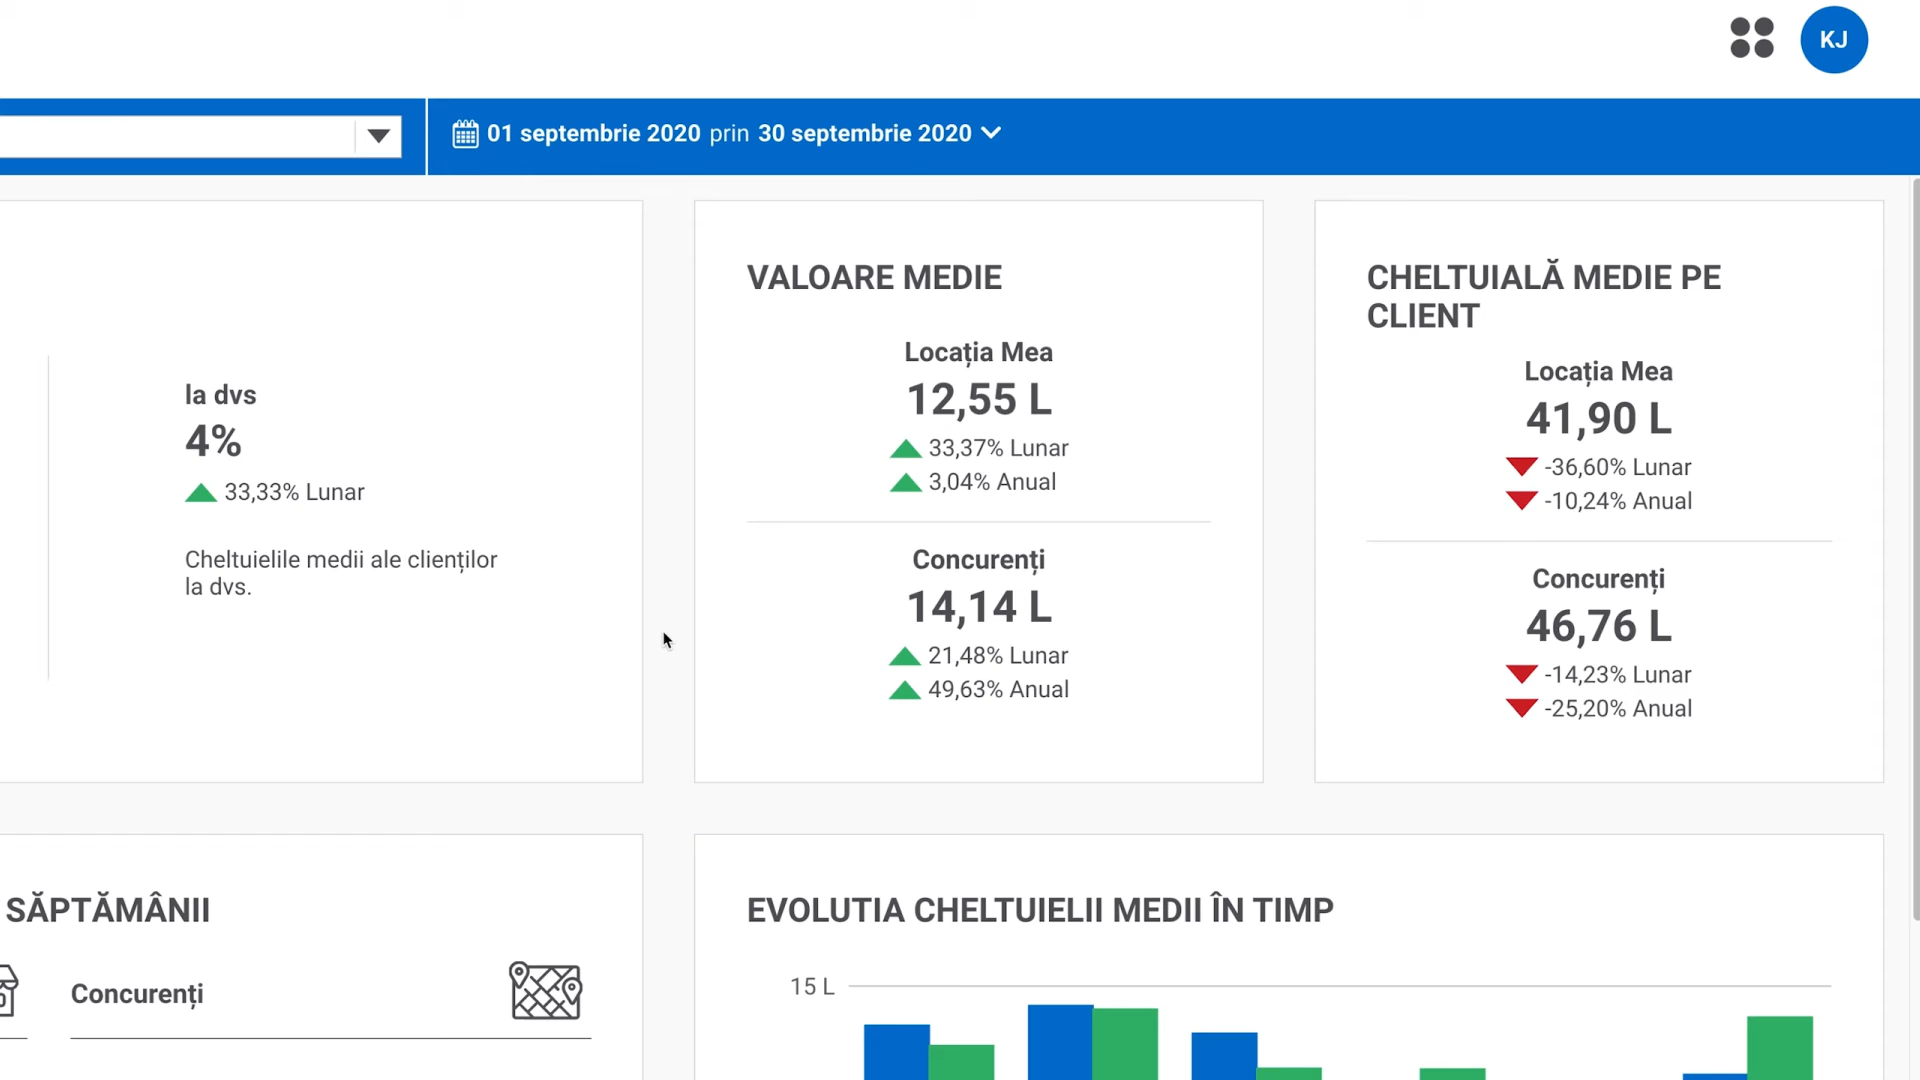 KJ
01 septembrie 2020 prin 30 septembrie 2020
la dvs
4%
33,33% Lunar
Cheltuielile medii ale clienților
la dvs.
VALOARE MEDIE
Locația Mea
12,55 L
33,37% Lunar
3,04% Anual
Concurenți
14,14 L
21,48% Lunar
49,63% Anual
CHELTUIALĂ MEDIE PE
CLIENT
Locația Mea
41,90 L
-36,60% Lunar
-10,24% Anual
Concurenți
46,76 L
-14,23% Lunar
-25,20% Anual
SĂPTĂMÂNII
Concurenți
EVOLUTIA CHELTUIELII MEDII ÎN TIMP
15 L